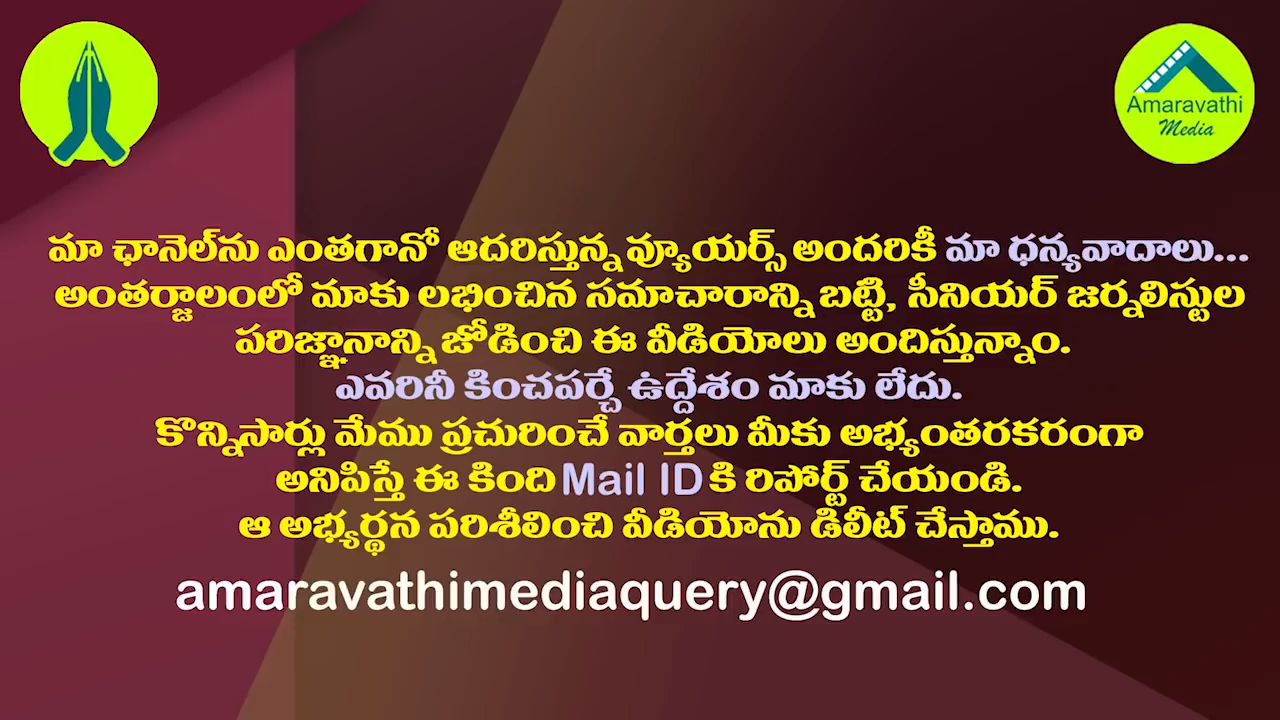 Amaravathi
Media
మా ఛానెల్‌ను ఎంతగానో ఆదరిస్తున్న వ్యూయర్స్ అందరికీ మా ధన్యవాదాలు...
అంతర్జాలంలో మాకు లభించిన సమాచారాన్ని బట్టి, సీనియర్ జర్నలిస్టుల
పరిజ్ఞానాన్ని జోడించి ఈ వీడియోలు అందిస్తున్నాం.
ఎవరినీ కించపర్చే ఉద్దేశం మాకు లేదు.
కొన్నిసార్లు మేము ప్రచురించే వార్తలు మీకు అభ్యంతరకరంగా
అనిపిస్తే ఈ కింది Mail ID కి రిపోర్ట్ చేయండి.
ఆ అభ్యర్థన పరిశీలించి వీడియోను డిలీట్ చేస్తాము.
amaravathimediaquery@gmail.com